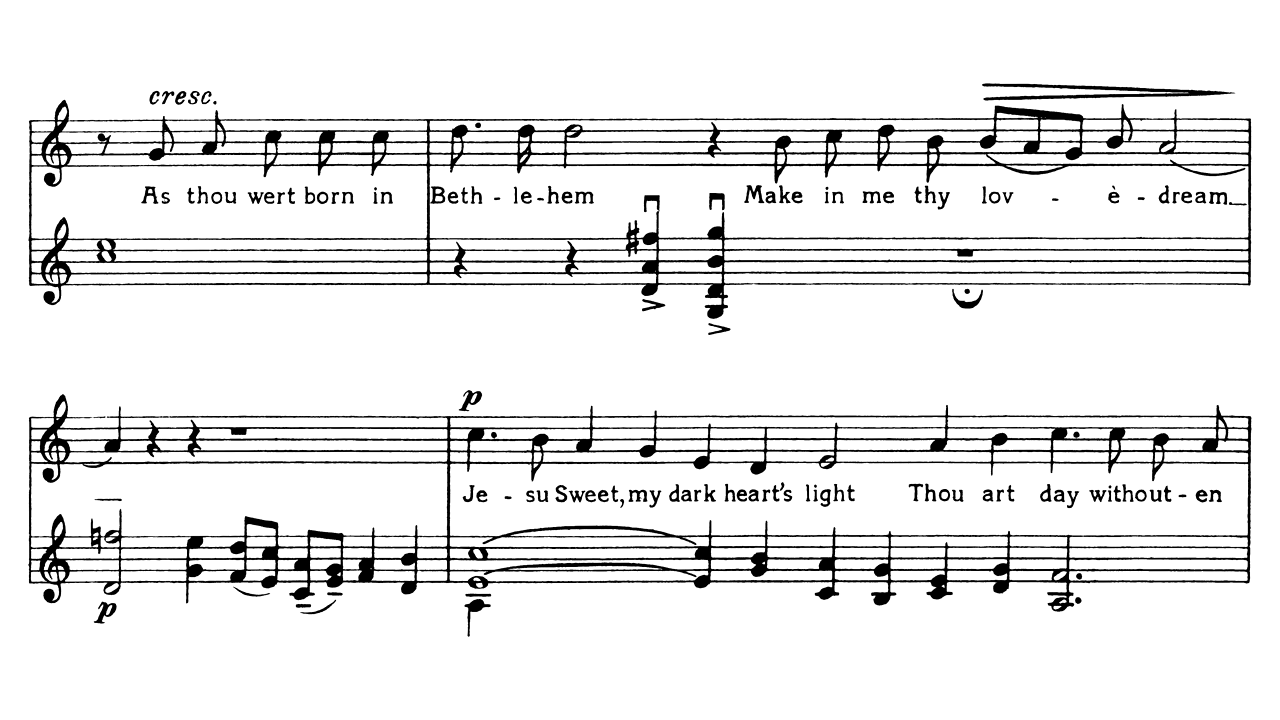 cresc.
As thou wert born in Beth - le - hem Make in me thy lov - è - dream
p
Je - su Sweet, my dark heart's light Thou art day without - en
p